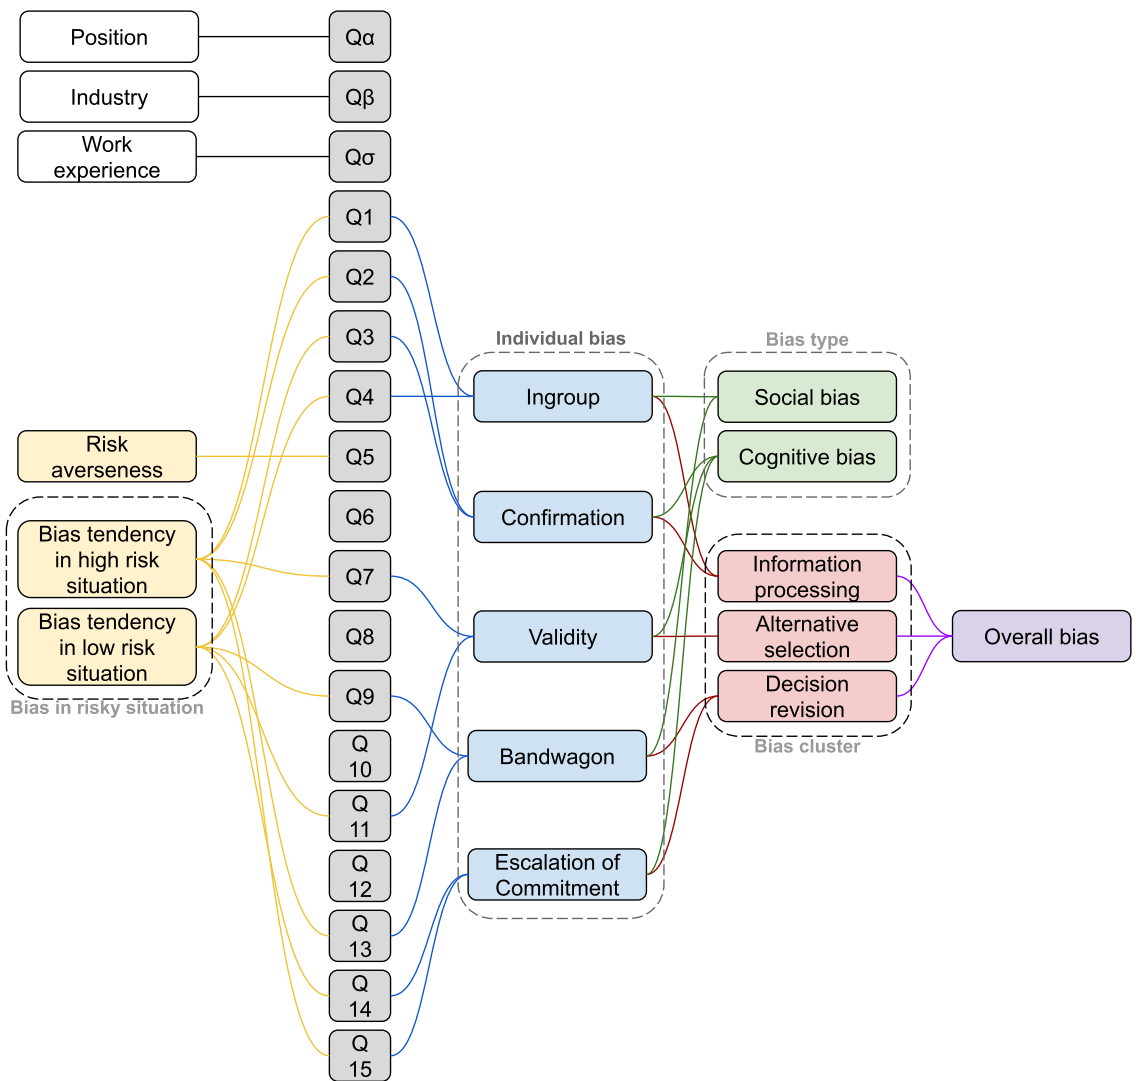 Position
Qα
Industry
Qβ
Work
experience
Qσ
Q1
Q2
Q3
Q4
Q5
Q6
Q7
Q8
Q9
Q
10
Q
11
Q
12
Q
13
Q
14
Q
15
Risk
averseness
Bias tendency
in high risk
situation
Bias tendency
in low risk
situation
Bias in risky situation
Individual bias
Ingroup
Confirmation
Validity
Bandwagon
Escalation of
Commitment
Bias type
Social bias
Cognitive bias
Information
processing
Alternative
selection
Decision
revision
Bias cluster
Overall bias